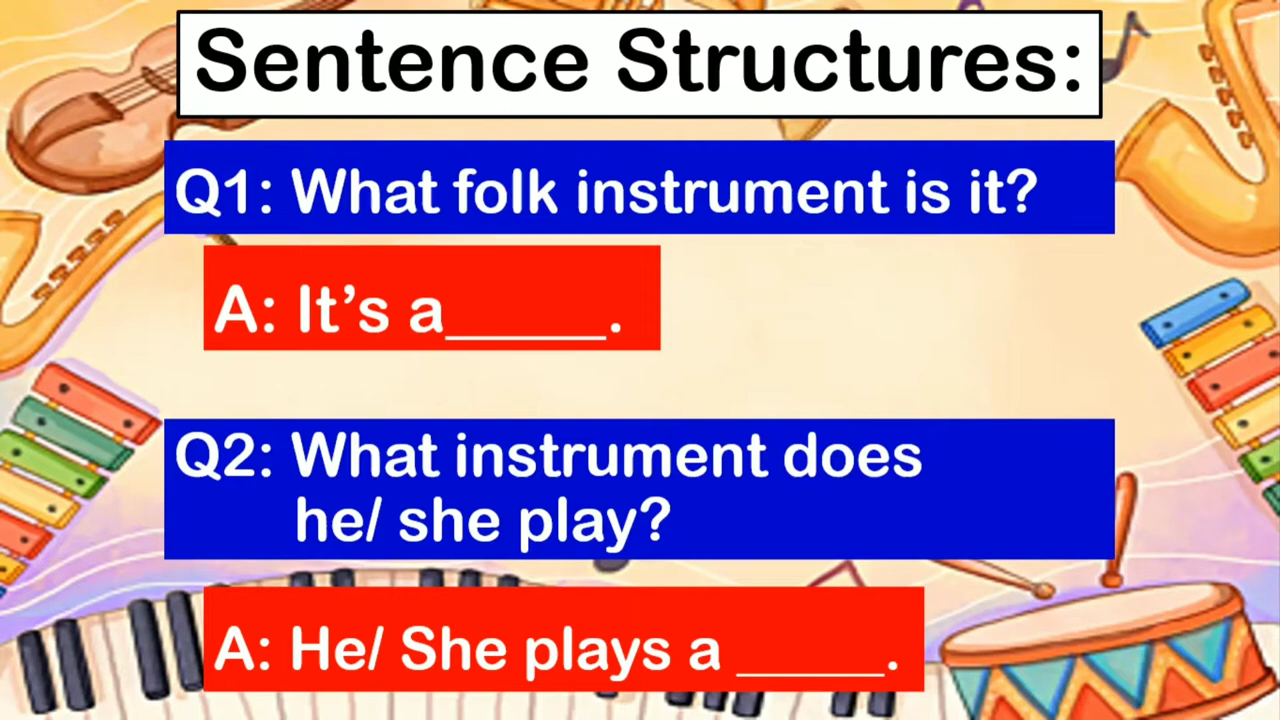 Sentence Structures:
Q1: What folk instrument is it?
A: It’s a______.
Q2: What instrument does
he/ she play?
A: He/ She plays a ______.